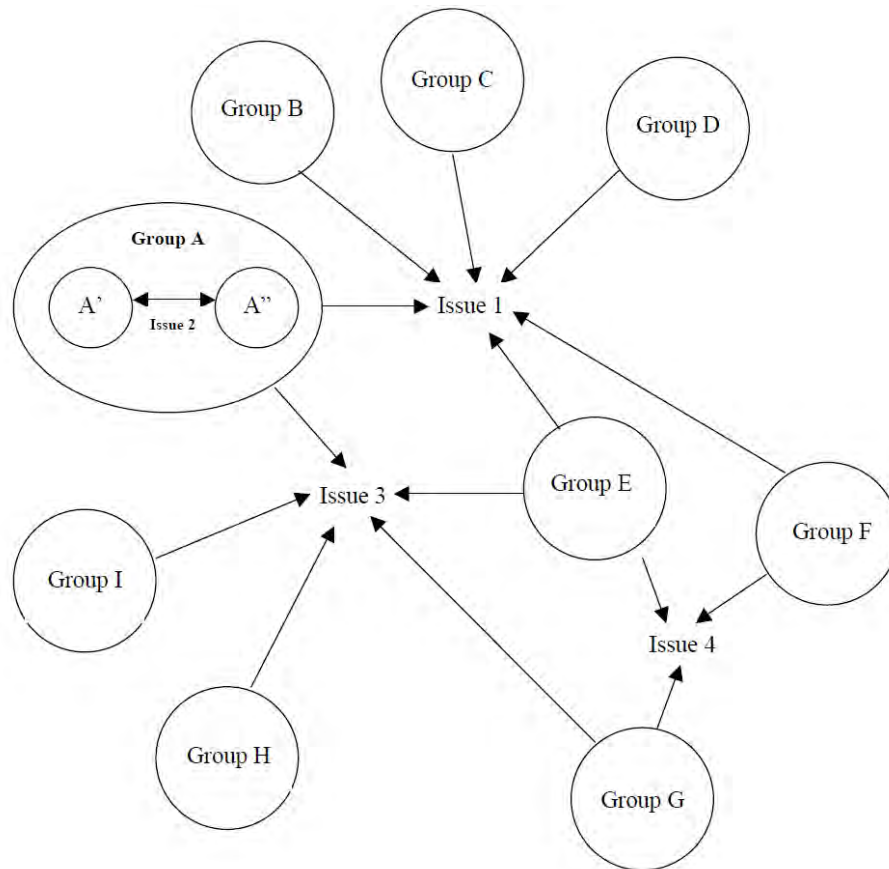 Group C
Group B
Group D
Group A
A’
A”
Issue 2
Issue 1
Group E
Issue 3
Group F
Group I
Issue 4
Group H
Group G